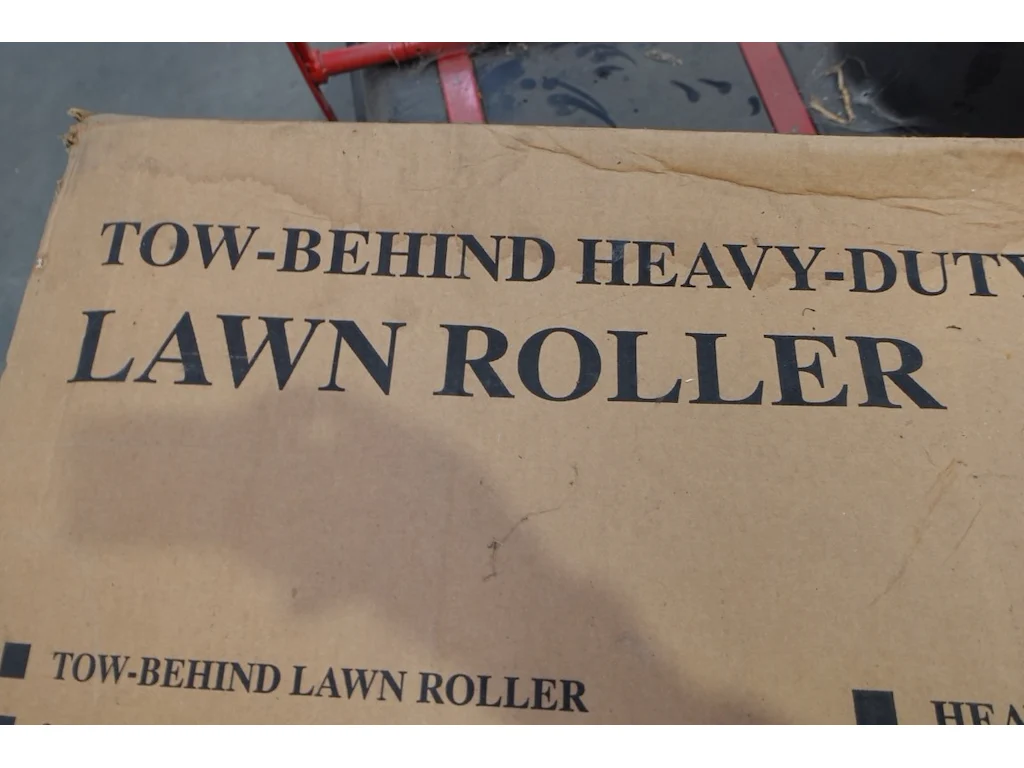 TOW-BEHIND HEAVY-DUTY
LAWN ROLLER
TOW-BEHIND LAWN ROLLER